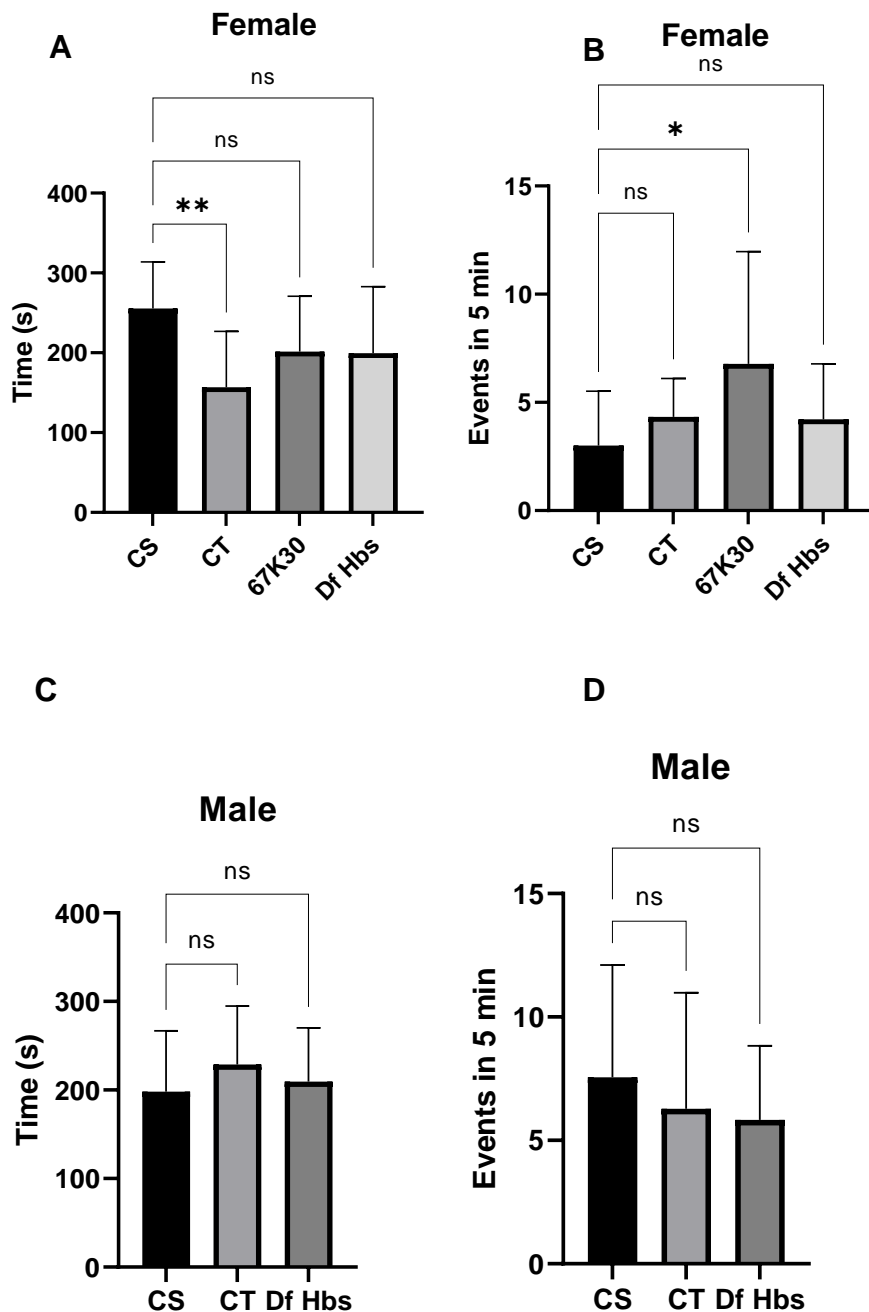 A
Female
ns
ns
**
400
300
200
100
0
Time (s)
CS
CT
67K30
Df Hbs
B
Female
ns
*
ns
15
10
5
0
Events in 5 min
CS
CT
67K30
Df Hbs
C
Male
ns
ns
400
300
200
100
0
Time (s)
CS CT Df Hbs
D
Male
ns
ns
15
10
5
0
Events in 5 min
CS CT Df Hbs